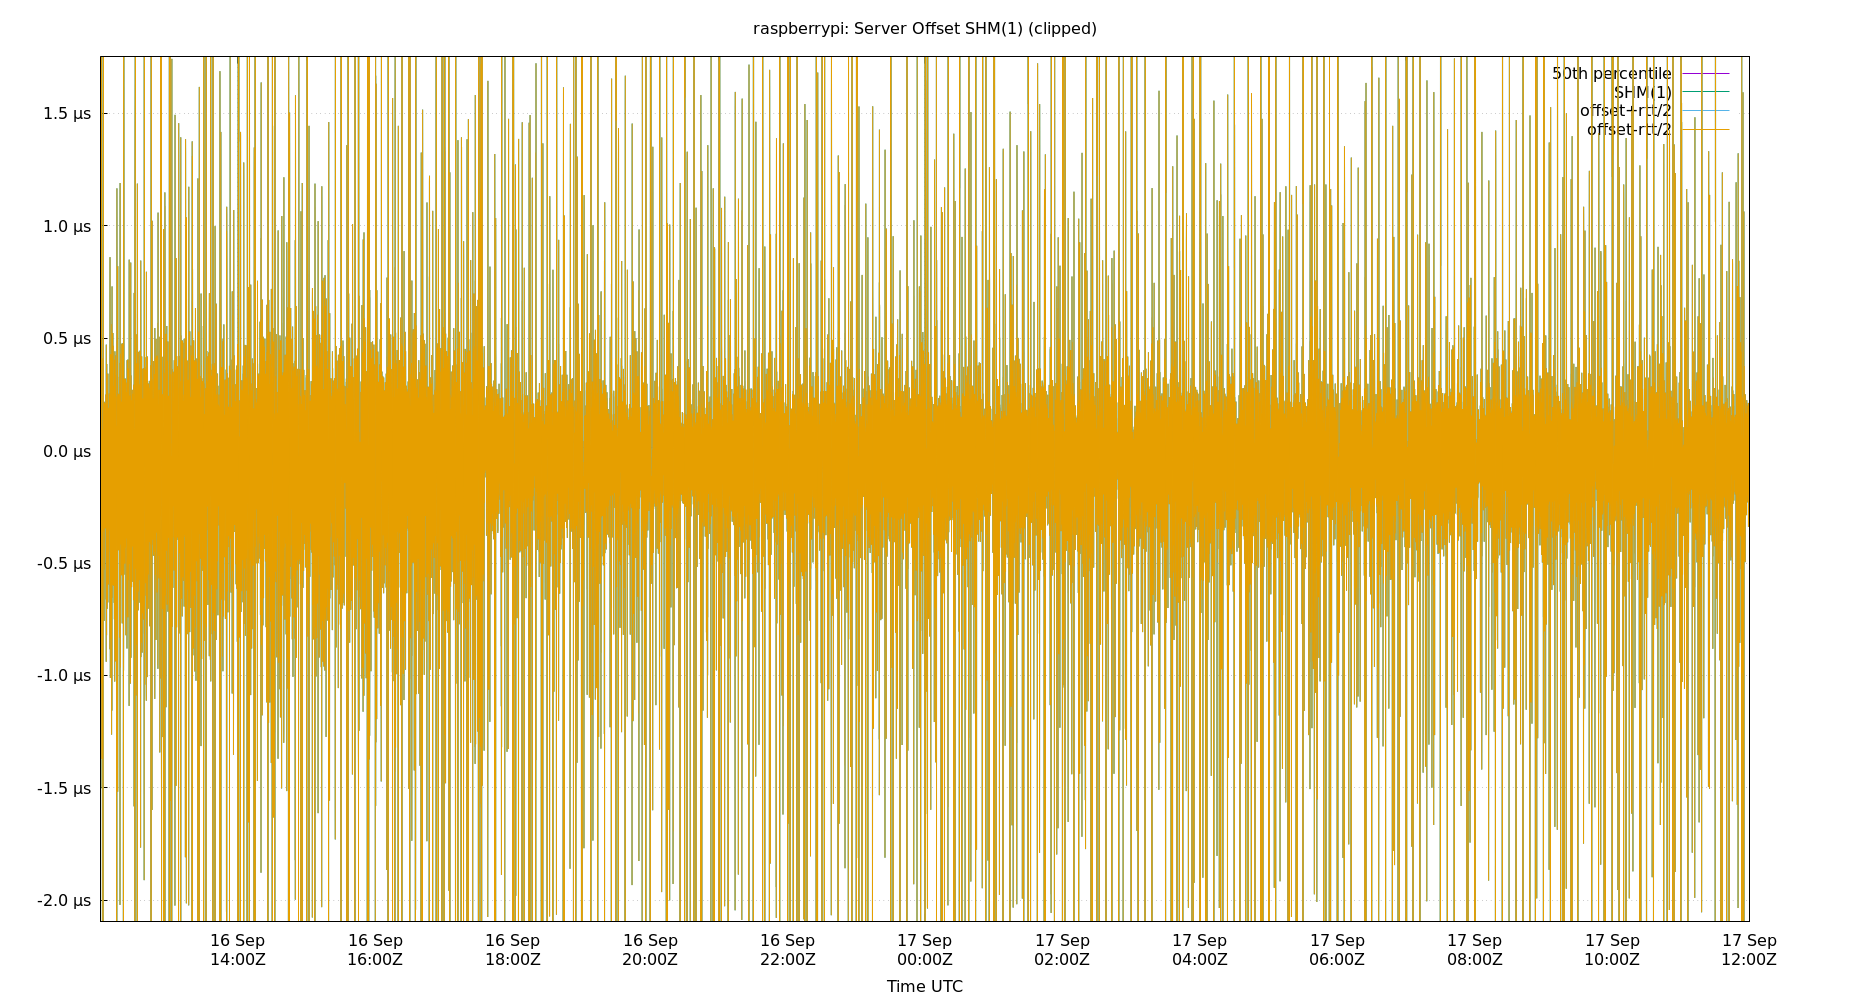 raspberrypi: Server Offset SHM(1) (clipped)
50th percentile
SHM(1)
offset+rtt/2
offset-rtt/2
1.5 µs
1.0 µs
0.5 µs
0.0 µs
-0.5 µs
-1.0 µs
-1.5 µs
-2.0 µs
16 Sep 16 Sep 16 Sep 16 Sep 16 Sep 17 Sep 17 Sep 17 Sep 17 Sep 17 Sep 17 Sep 17 Sep
14:00Z 16:00Z 18:00Z 20:00Z 22:00Z 00:00Z 02:00Z 04:00Z 06:00Z 08:00Z 10:00Z 12:00Z
Time UTC